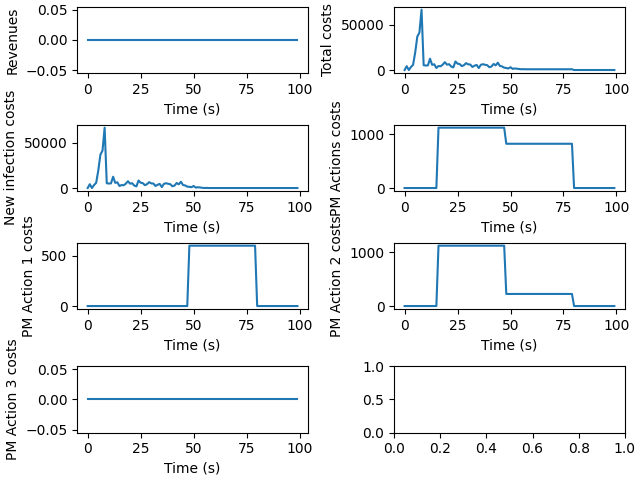 Revenues
0.05
0.00
−0.05
0 25 50 75 100
Time (s)
Total costs
50000
0
0 25 50 75 100
Time (s)
New infection costs
50000
0
0 25 50 75 100
Time (s)
PM Actions costs
1000
0
0 25 50 75 100
Time (s)
PM Action 1 costs
500
0
0 25 50 75 100
Time (s)
PM Action 2 costs
1000
0
0 25 50 75 100
Time (s)
PM Action 3 costs
0.05
0.00
−0.05
0 25 50 75 100
Time (s)
1.0
0.5
0.0
0.0 0.2 0.4 0.6 0.8 1.0